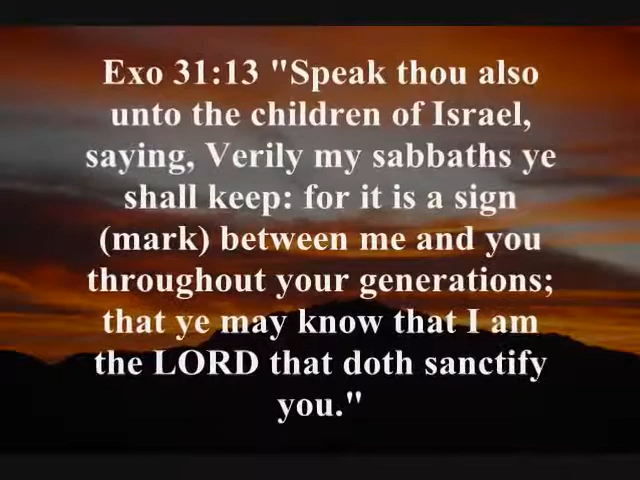 Exo 31:13 "Speak thou also
unto the children of Israel,
saying, Verily my sabbaths ye
shall keep: for it is a sign
(mark) between me and you
throughout your generations;
that ye may know that I am
the LORD that doth sanctify
you."